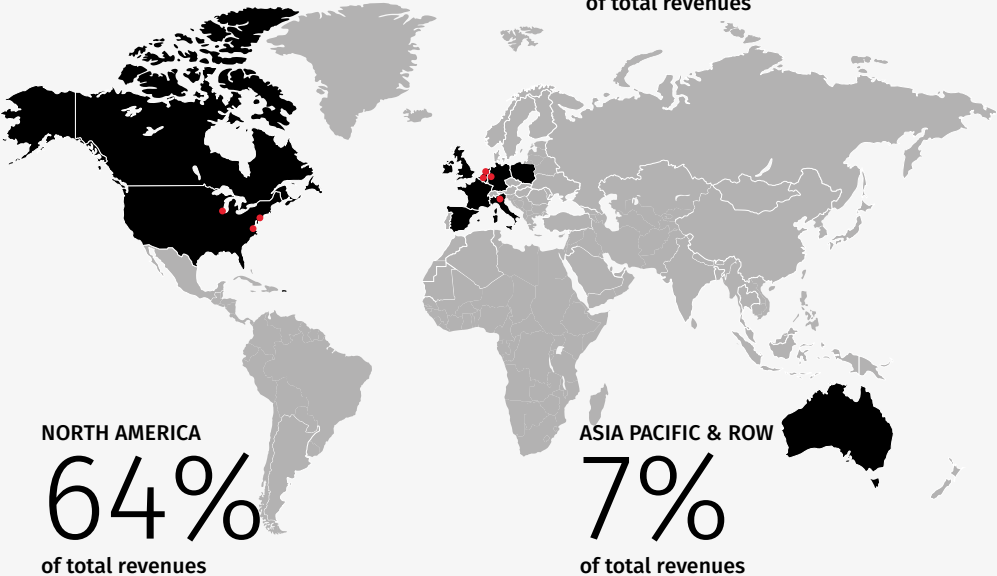 of total revenues
NORTH AMERICA
64%
of total revenues
ASIA PACIFIC & ROW
7%
of total revenues